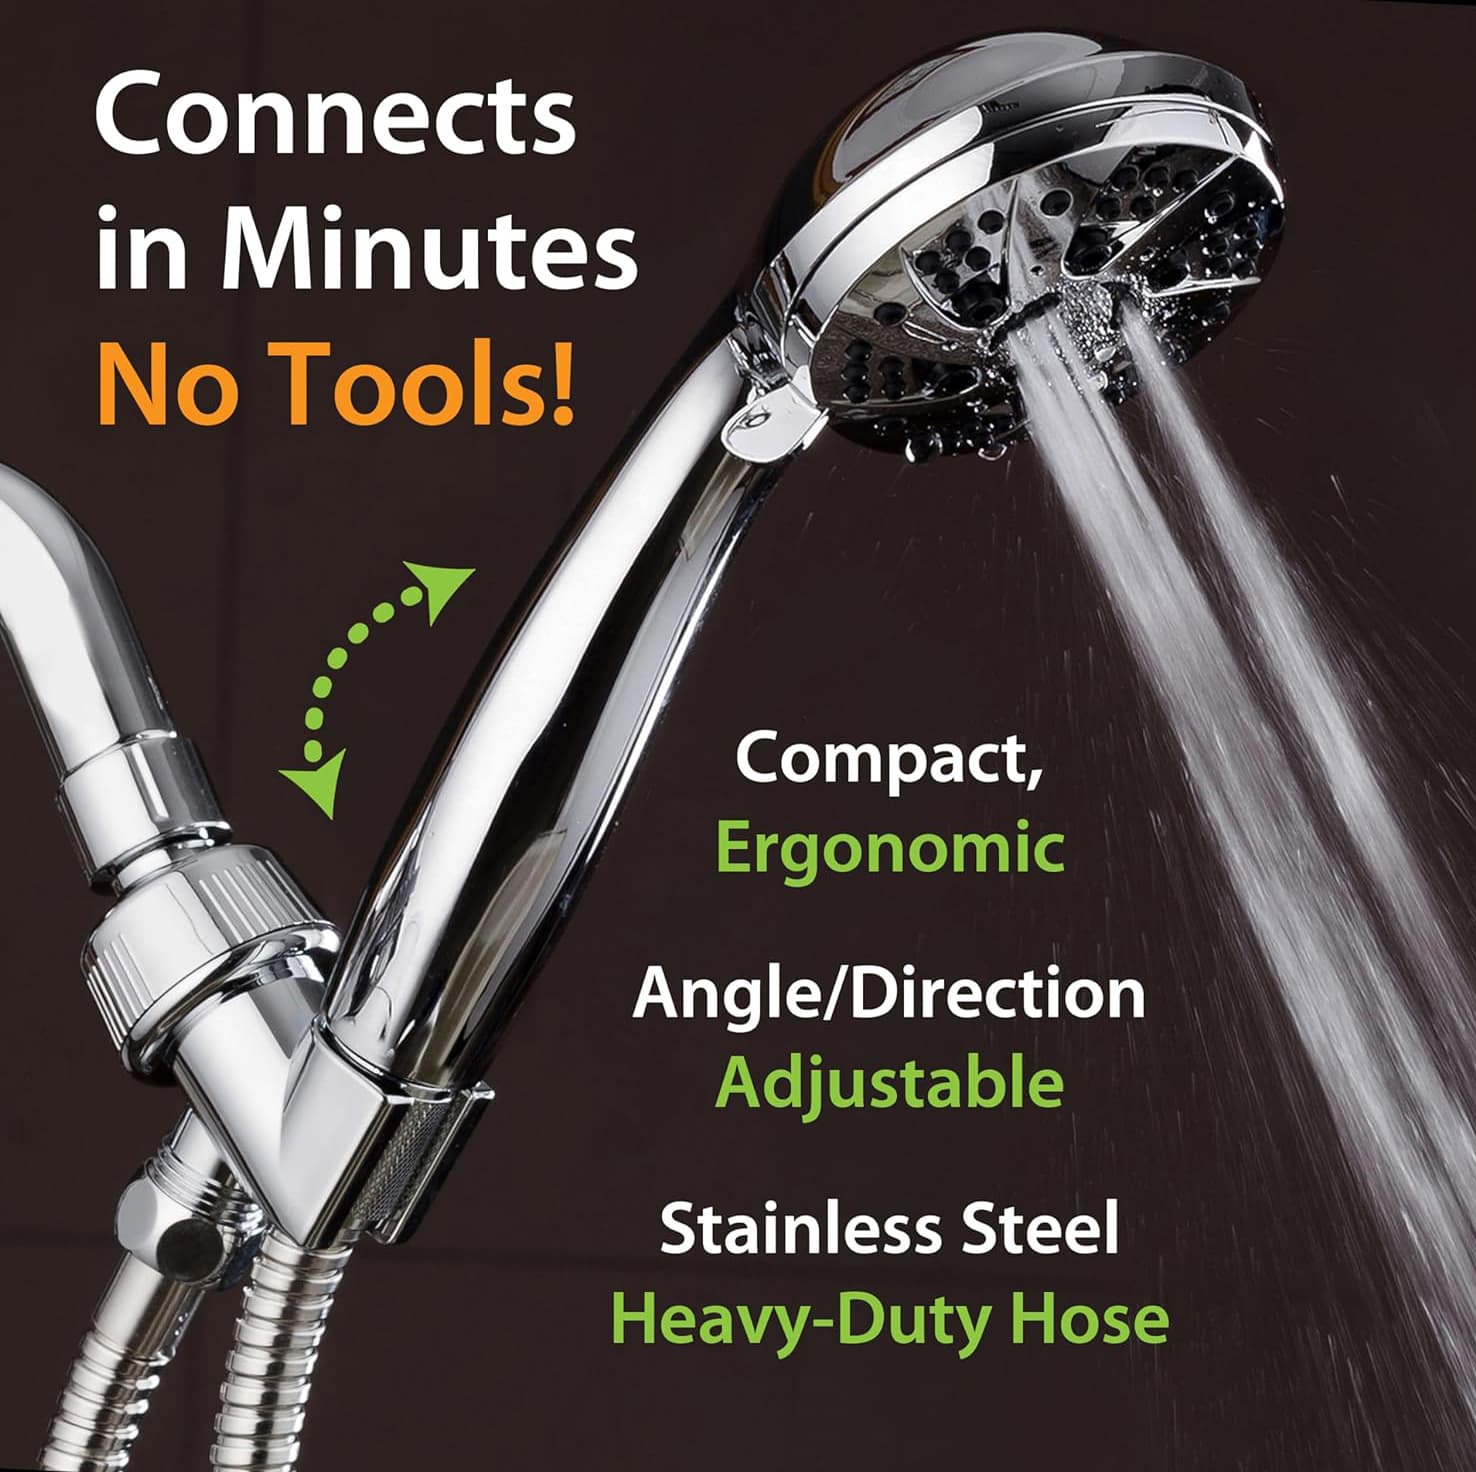 Connects
in Minutes
No Tools!
Compact,
Ergonomic
Angle/Direction
Adjustable
Stainless Steel
Heavy-Duty Hose